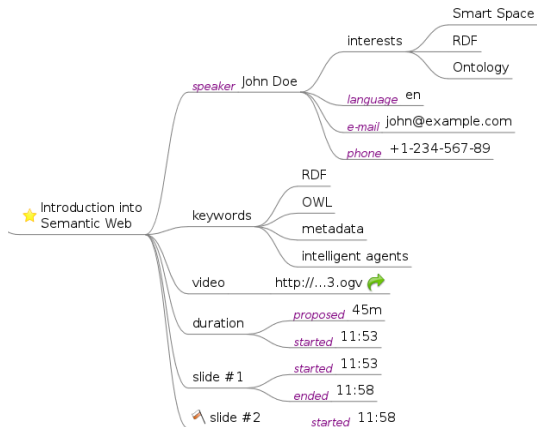 Smart Space
interests RDF
Ontology
speaker John Doe
language en
e-mail john@example.com
phone +1-234-567-89
Introduction into
Semantic Web
RDF
keywords OWL
metadata
intelligent agents
video http://...3.ogv
duration
proposed 45m
started 11:53
slide #1
started 11:53
ended 11:58
slide #2 started 11:58